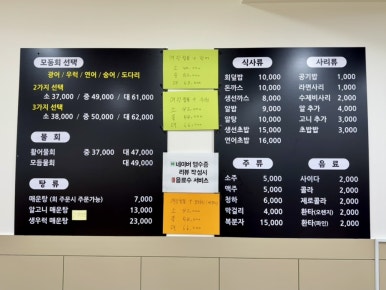 모둠회 선택
광어 / 우럭 / 연어 / 숭어 / 도다리
2가지 선택
소 37,000 / 중 49,000 / 대 61,000
3가지 선택
소 38,000 / 중 50,000 / 대 62,000
물 회
활어물회 중 37,000 대 47,000
모듬물회 대 49,000
탕 류
매운탕 (회 주문시 주문가능) 7,000
알고니 매운탕 13,000
생우럭 매운탕 23,000
네이버 영수증
리뷰 작성시
음료수 서비스
식사류
회덮밥 10,000
돈까스 10,000
생선까스 10,000
알밥 9,000
알탕 10,000
생선초밥 15,000
연어초밥 16,000
사리류
공기밥 1,000
라면사리 1,000
수제비사리 2,000
알 추가 4,000
고니 추가 3,000
초밥밥 3,000
주 류
소주 5,000
맥주 5,000
청하 6,000
막걸리 4,000
복분자 15,000
음 료
사이다 2,000
콜라 2,000
제로콜라 2,000
환타(오렌지) 2,000
환타(파인) 2,000